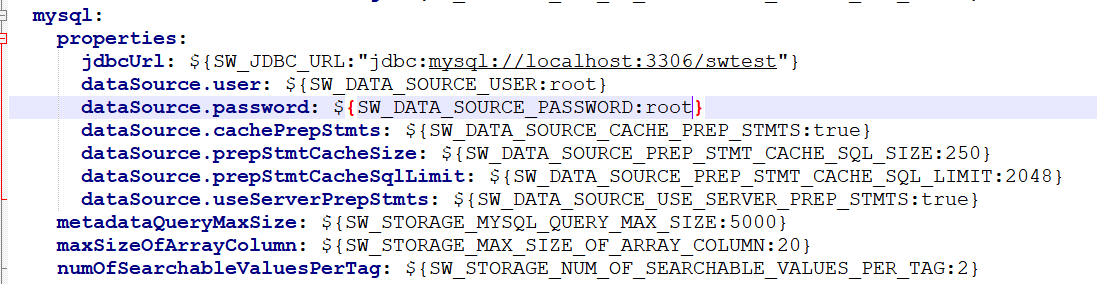 mysql:
properties:
jdbcUrl: ${SW_JDBC_URL:"jdbc:mysql://localhost:3306/swtest"}
dataSource.user: ${SW_DATA_SOURCE_USER:root}
dataSource.password: ${SW_DATA_SOURCE_PASSWORD:root}
dataSource.cachePrepStmts: ${SW_DATA_SOURCE_CACHE_PREP_STMTS:true}
dataSource.prepStmtCacheSize: ${SW_DATA_SOURCE_PREP_STMT_CACHE_SQL_SIZE:250}
dataSource.prepStmtCacheSqlLimit: ${SW_DATA_SOURCE_PREP_STMT_CACHE_SQL_LIMIT:2048}
dataSource.useServerPrepStmts: ${SW_DATA_SOURCE_USE_SERVER_PREP_STMTS:true}
metadataQueryMaxSize: ${SW_STORAGE_MYSQL_QUERY_MAX_SIZE:5000}
maxSizeOfArrayColumn: ${SW_STORAGE_MAX_SIZE_OF_ARRAY_COLUMN:20}
numOfSearchableValuesPerTag: ${SW_STORAGE_NUM_OF_SEARCHABLE_VALUES_PER_TAG:2}